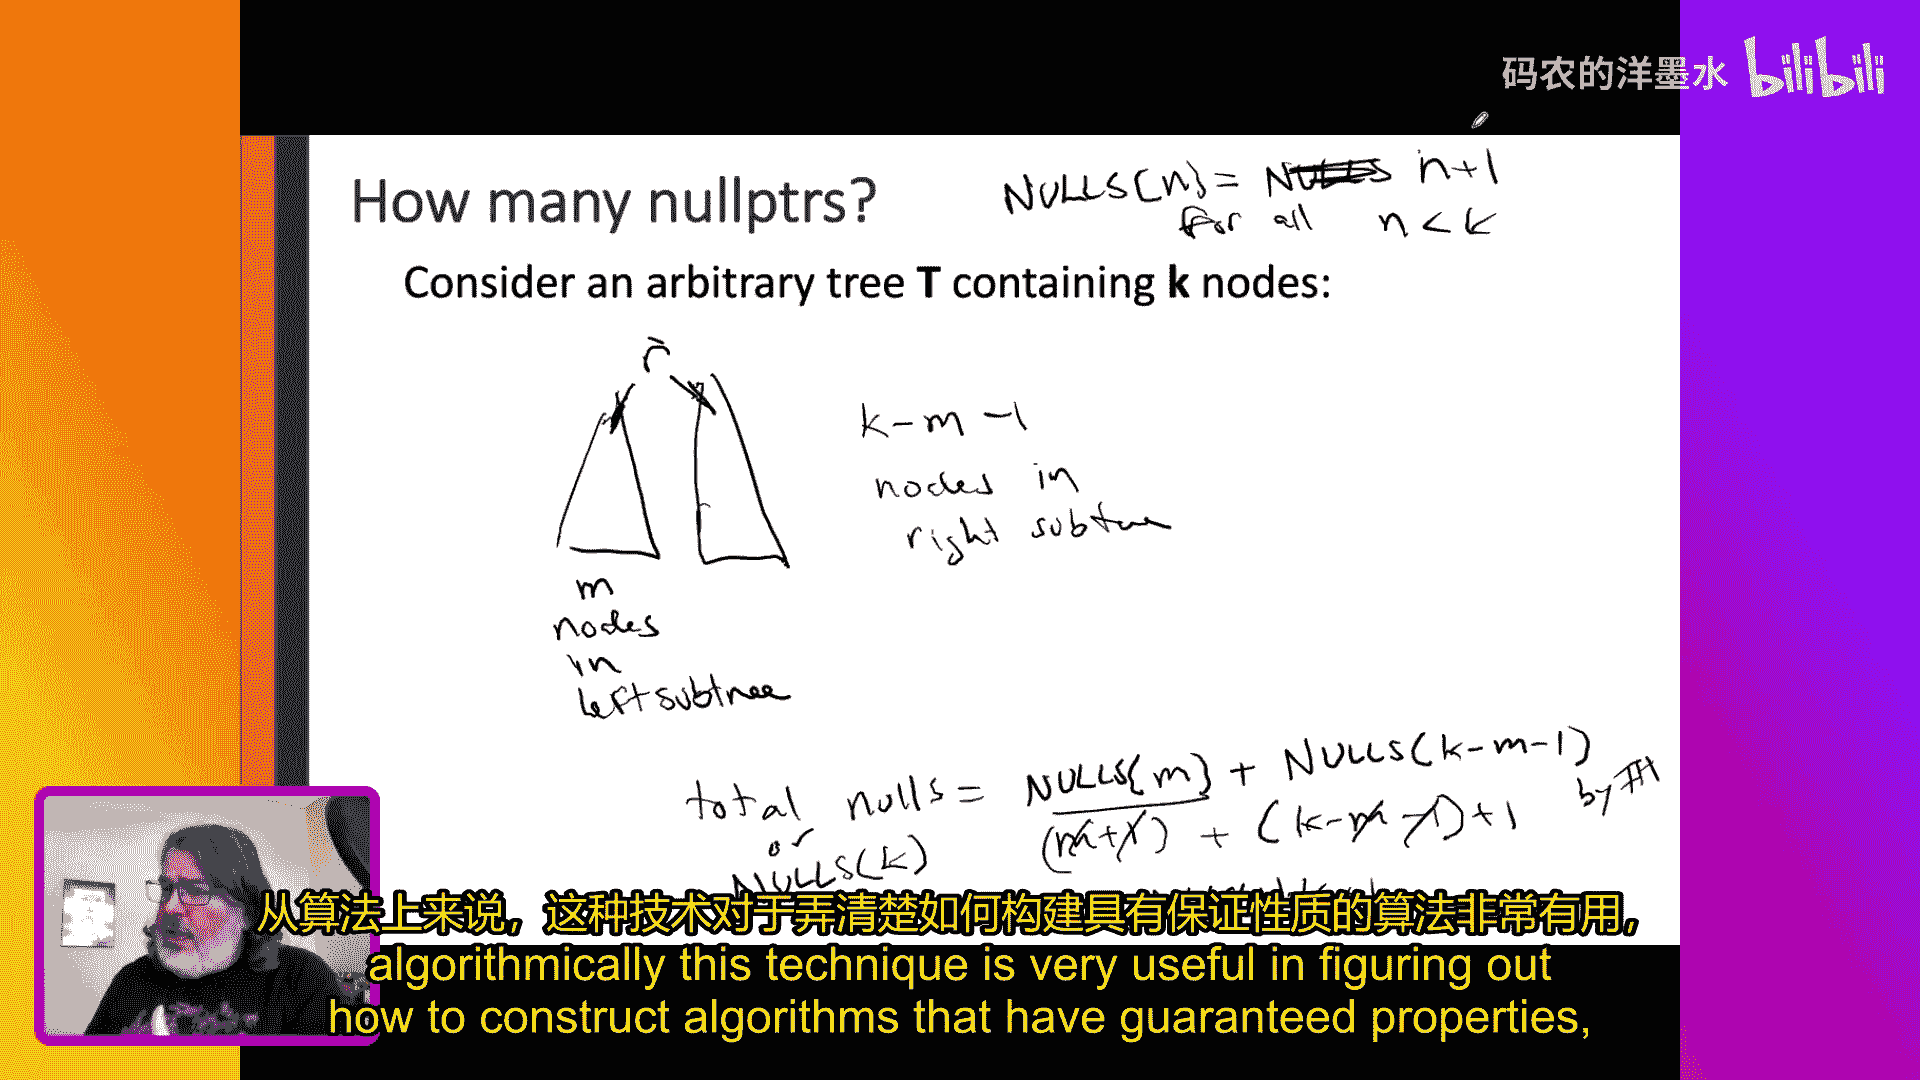 码农的洋墨水 bilibili
How many nullptrs?
NULLS(n) = n+1
for all n < k
Consider an arbitrary tree T containing k nodes:
r
k-m-1
nodes in
right subtree
m
nodes
in
left subtree
total nulls = NULLS(m) + NULLS(k-m-1)
by IH
or (m+1) + (k-m-1)+1
NULLS(k)
从算法上来说，这种技术对于弄清楚如何构建具有保证性质的算法非常有用，
algorithmically this technique is very useful in figuring out
how to construct algorithms that have guaranteed properties,